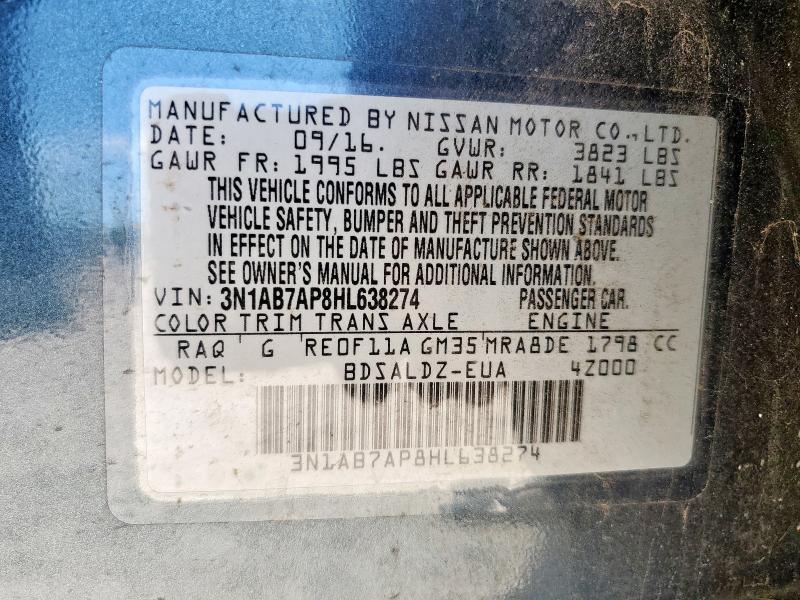 MANUFACTURED BY NISSAN MOTOR CO., LTD.
DATE: 09/16. GVWR: 3823 LBS
GAWR FR: 1995 LBS GAWR RR: 1841 LBS
THIS VEHICLE CONFORMS TO ALL APPLICABLE FEDERAL MOTOR
VEHICLE SAFETY, BUMPER AND THEFT PREVENTION STANDARDS
IN EFFECT ON THE DATE OF MANUFACTURE SHOWN ABOVE.
SEE OWNER'S MANUAL FOR ADDITIONAL INFORMATION.
VIN: 3N1AB7AP8HL638274 PASSENGER CAR.
COLOR TRIM TRANS AXLE ENGINE
RAQ G RE0F11A GM35 MRA8DE 1798 CC
MODEL: BDSALDZ-EUA 4Z000
3N1AB7AP8HL638274